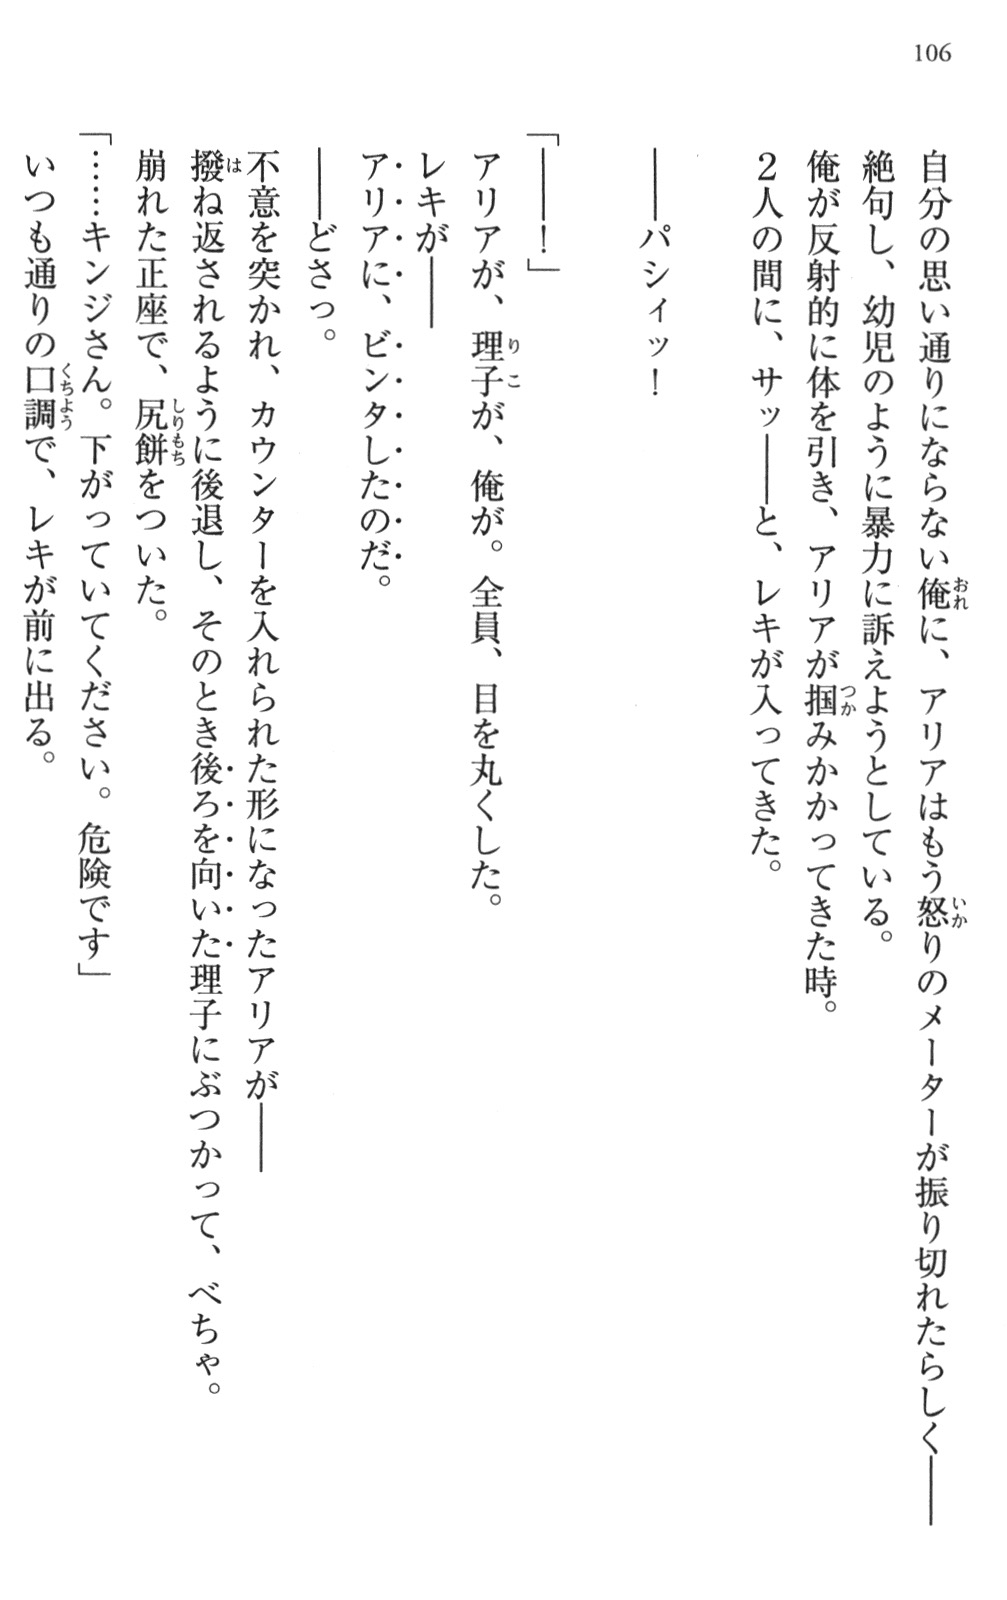 106
自分の思い通りにならない俺に、アリアはもう怒りのメーターが振り切れたらしく――
絶句し、幼児のように暴力に訴えようとしている。
俺が反射的に体を引き、アリアが掴みかかってきた時。
２人の間に、サッ――と、レキが入ってきた。
――パシィッ！
「――！」
アリアが、理子が、俺が。全員、目を丸くした。
レキが――
アリアに、ビンタしたのだ。
――どさっ。
不意を突かれ、カウンターを入れられた形になったアリアが――
撥ね返されるように後退し、そのとき後ろを向いた理子にぶつかって、べちゃ。
崩れた正座で、尻餅をついた。
「……キンジさん。下がっていてください。危険です」
いつも通りの口調で、レキが前に出る。